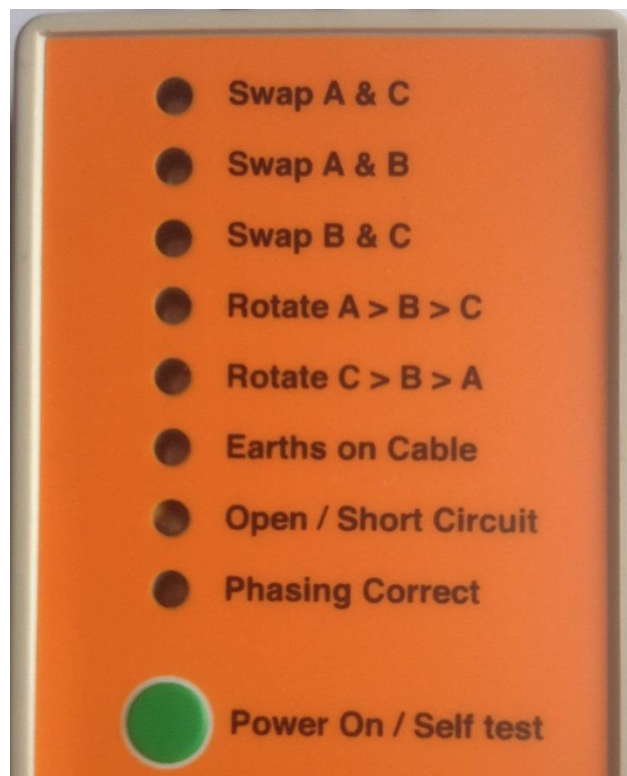 Swap A & C
Swap A & B
Swap B & C
Rotate A > B > C
Rotate C > B > A
Earths on Cable
Open / Short Circuit
Phasing Correct
Power On / Self test